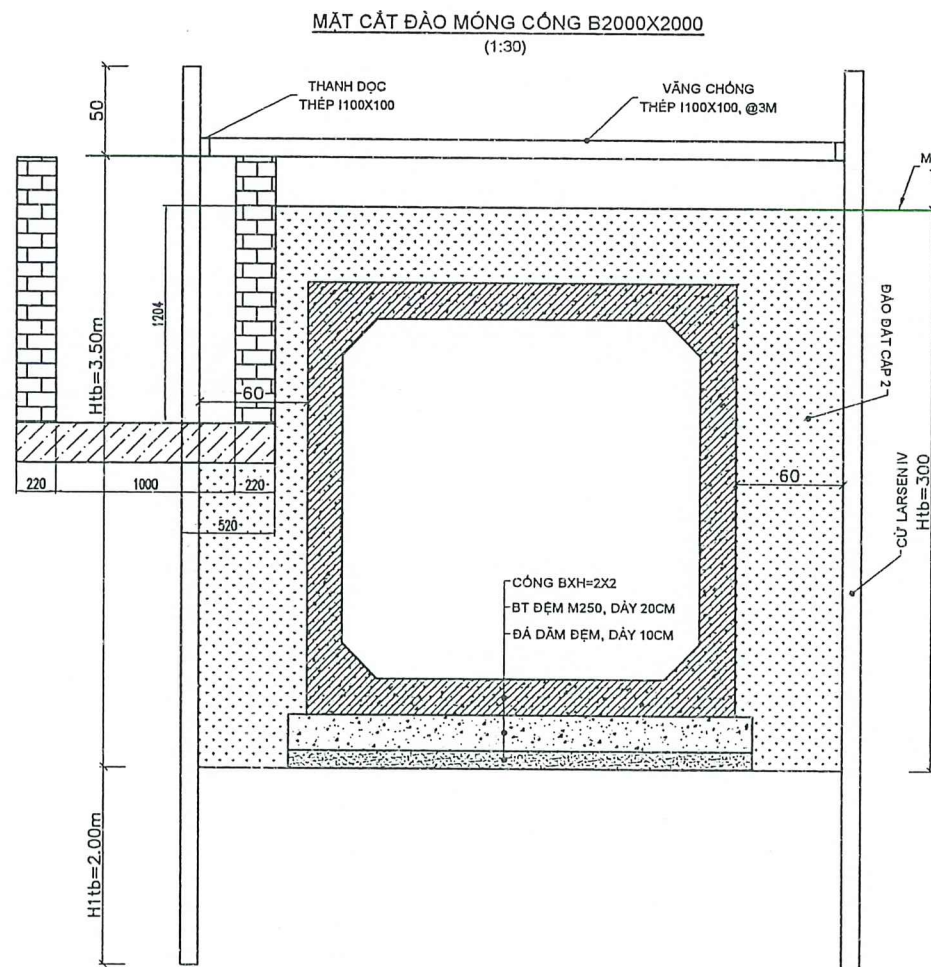 MẶT CẮT ĐÀO MÓNG CỐNG B2000X2000
(1:30)
THANH DỌC
THÉP I100X100
VĂNG CHỐNG
THÉP I100X100, @3M
50
M
1204
Htb=3.50m
ĐÀO ĐẤT CẤP 2
60
220
1000
220
520
60
CỪ LARSEN IV
Htb=300
CỐNG BXH=2X2
BT ĐỆM M250, DÀY 20CM
ĐÁ DĂM ĐỆM, DÀY 10CM
H1tb=2.00m